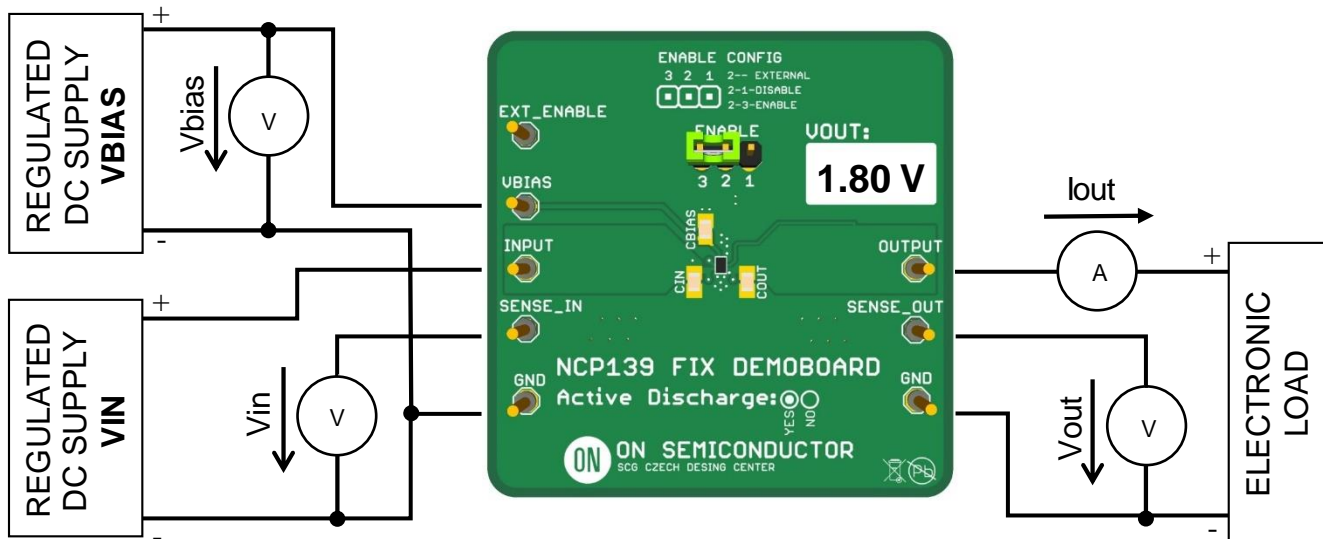 REGULATED
DC SUPPLY
VBIAS
+
-
Vbias
V
REGULATED
DC SUPPLY
VIN
+
-
Vin
V
ENABLE CONFIG
3 2 1
2-- EXTERNAL
2-1-DISABLE
2-3-ENABLE
EXT_ENABLE
ENABLE
3 2 1
VOUT:
1.80 V
VBIAS
CBIAS
INPUT
OUTPUT
CIN
COUT
SENSE_IN
SENSE_OUT
NCP139 FIX DEMOBOARD
GND
GND
Active Discharge:
YES
NO
ON
ON SEMICONDUCTOR
SCG CZECH DESING CENTER
Pb
Iout
A
Vout
V
+
-
ELECTRONIC
LOAD